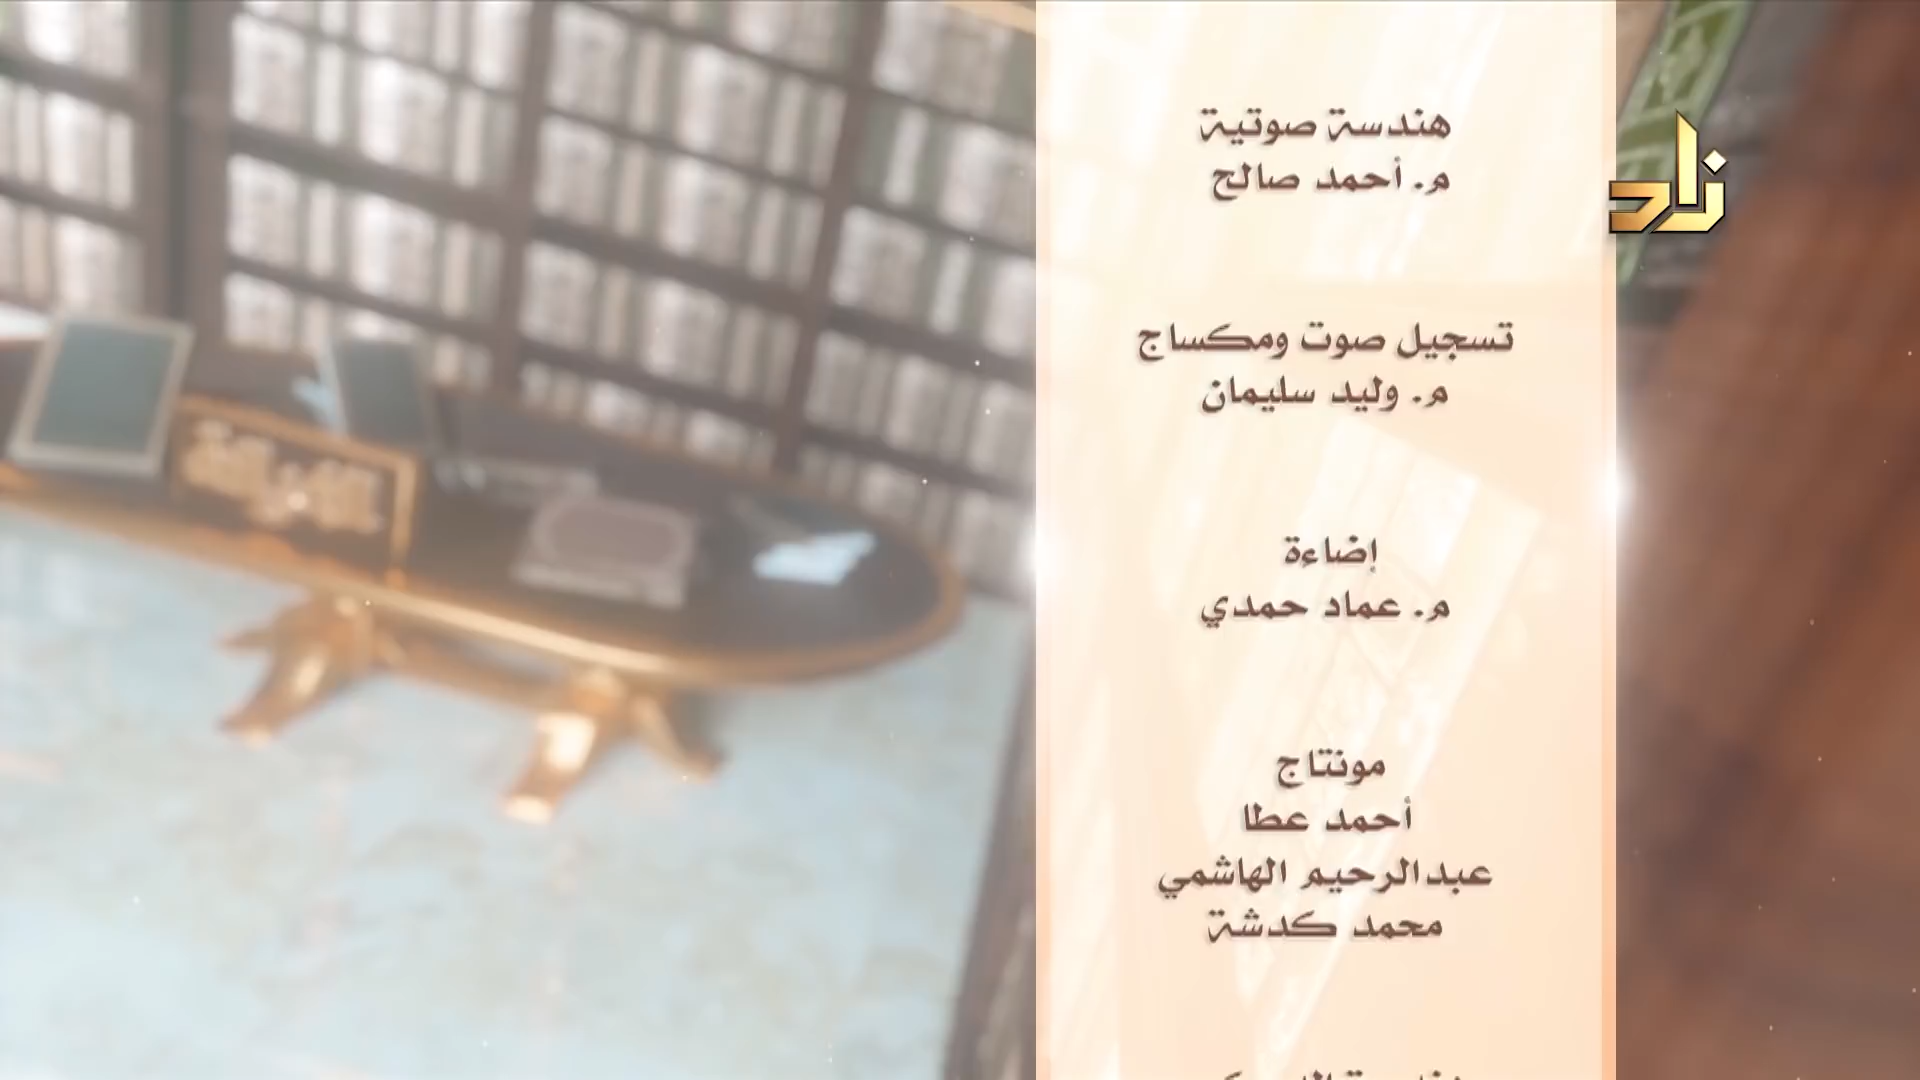 هندسة صوتية
م. أحمد صالح
زاد
تسجيل صوت ومكساج
م. وليد سليمان
إضاءة
م. عماد حمدي
مونتاج
أحمد عطا
عبدالرحيم الهاشمي
محمد كدشة